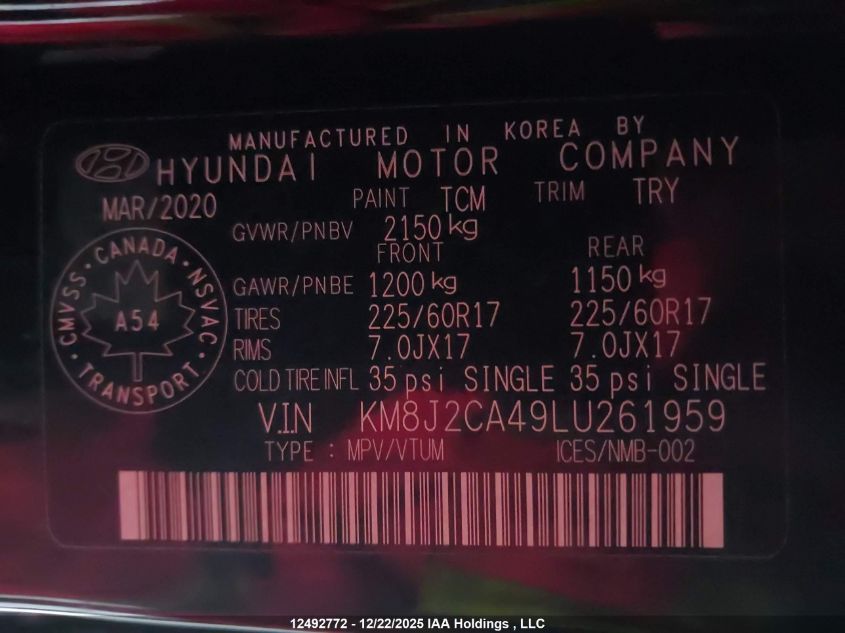 MANUFACTURED IN KOREA BY
HYUNDAI MOTOR COMPANY
MAR/2020 PAINT TCM TRIM TRY
GVWR/PNBV 2150 kg
FRONT REAR
GAWR/PNBE 1200 kg 1150 kg
TIRES 225/60R17 225/60R17
RIMS 7.0JX17 7.0JX17
COLD TIRE INFL 35 psi SINGLE 35 psi SINGLE
V.I.N KM8J2CA49LU261959
TYPE : MPV/VTUM ICES/NMB-002
CMVSS · CANADA · NSVAC · TRANSPORT ·
A54
12492772 - 12/22/2025 IAA Holdings , LLC